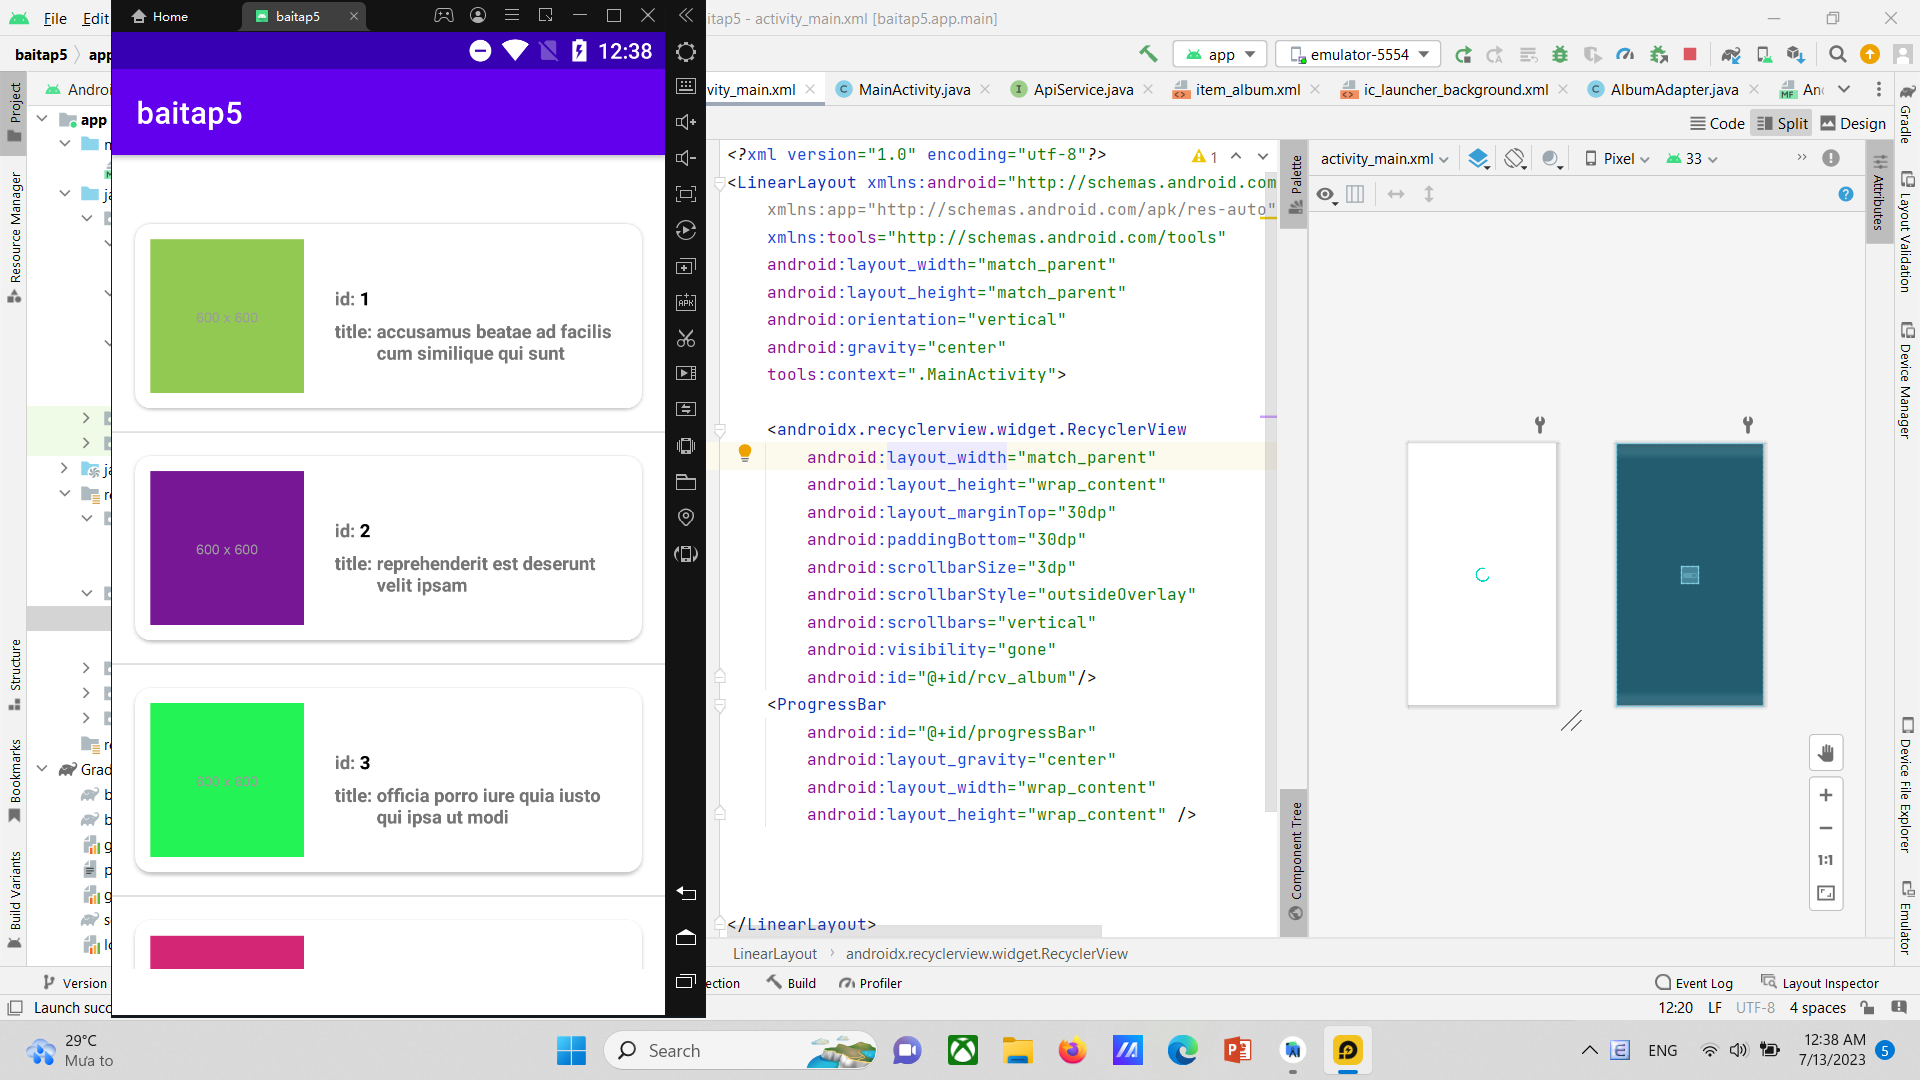 Home
baitap5
12:38
baitap5
600 x 600
id: 1
title: accusamus beatae ad facilis
cum similique qui sunt
600 x 600
id: 2
title: reprehenderit est deserunt
velit ipsam
600 x 600
id: 3
title: officia porro iure quia iusto
qui ipsa ut modi
APK
File Edit
itap5 - activity_main.xml [baitap5.app.main]
baitap5 app
app
emulator-5554
Andro
vity_main.xml
MainActivity.java
ApiService.java
item_album.xml
ic_launcher_background.xml
AlbumAdapter.java
An
Code
Split
Design
Project
Resource Manager
Structure
Bookmarks
Build Variants
app
Grad
<?xml version="1.0" encoding="utf-8"?>
1
<LinearLayout xmlns:android="http://schemas.android.com
xmlns:app="http://schemas.android.com/apk/res-auto"
xmlns:tools="http://schemas.android.com/tools"
android:layout_width="match_parent"
android:layout_height="match_parent"
android:orientation="vertical"
android:gravity="center"
tools:context=".MainActivity">
<androidx.recyclerview.widget.RecyclerView
android:layout_width="match_parent"
android:layout_height="wrap_content"
android:layout_marginTop="30dp"
android:paddingBottom="30dp"
android:scrollbarSize="3dp"
android:scrollbarStyle="outsideOverlay"
android:scrollbars="vertical"
android:visibility="gone"
android:id="@+id/rcv_album"/>
<ProgressBar
android:id="@+id/progressBar"
android:layout_gravity="center"
android:layout_width="wrap_content"
android:layout_height="wrap_content" />
</LinearLayout>
LinearLayout
androidx.recyclerview.widget.RecyclerView
Palette
Component Tree
activity_main.xml
Pixel
33
1:1
Attributes
Gradle
Layout Validation
Device Manager
Device File Explorer
Emulator
Version
ection
Build
Profiler
Event Log
Layout Inspector
Launch succ
12:20
LF
UTF-8
4 spaces
29°C
Mưa to
Search
ENG
12:38 AM
7/13/2023
5